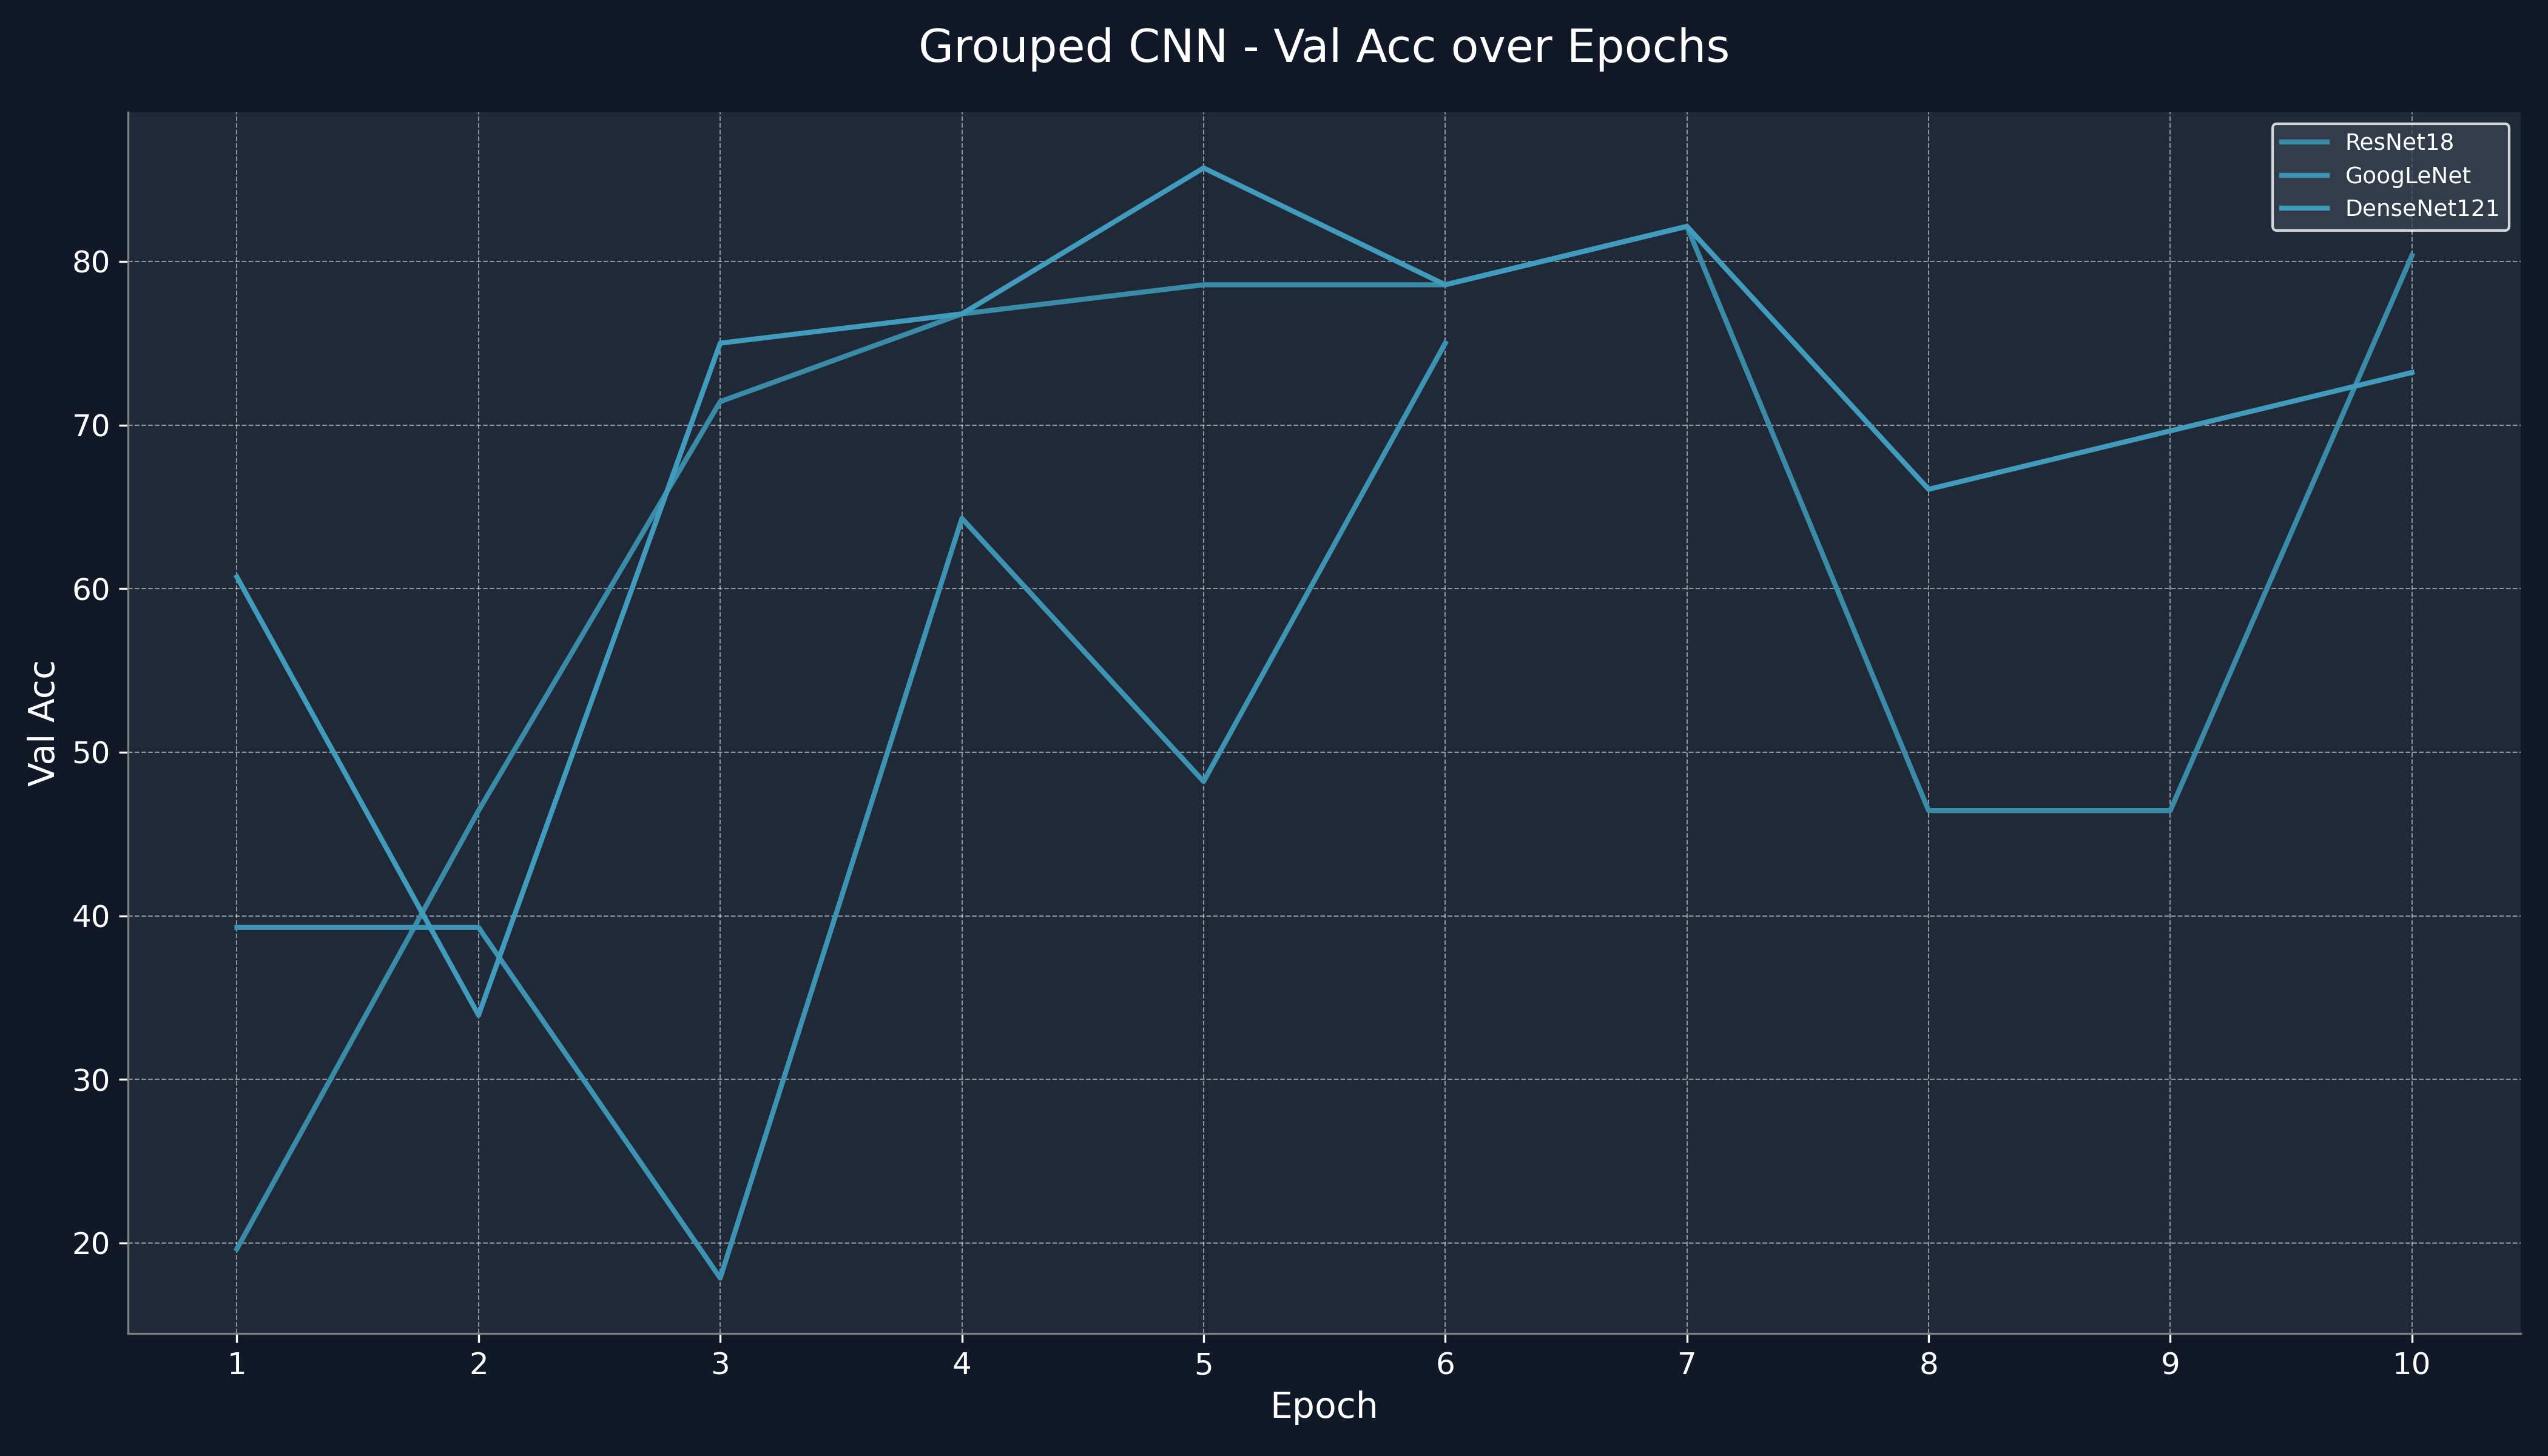 Grouped CNN - Val Acc over Epochs
ResNet18
GoogLeNet
DenseNet121
Val Acc
80
70
60
50
40
30
20
1 2 3 4 5 6 7 8 9 10
Epoch